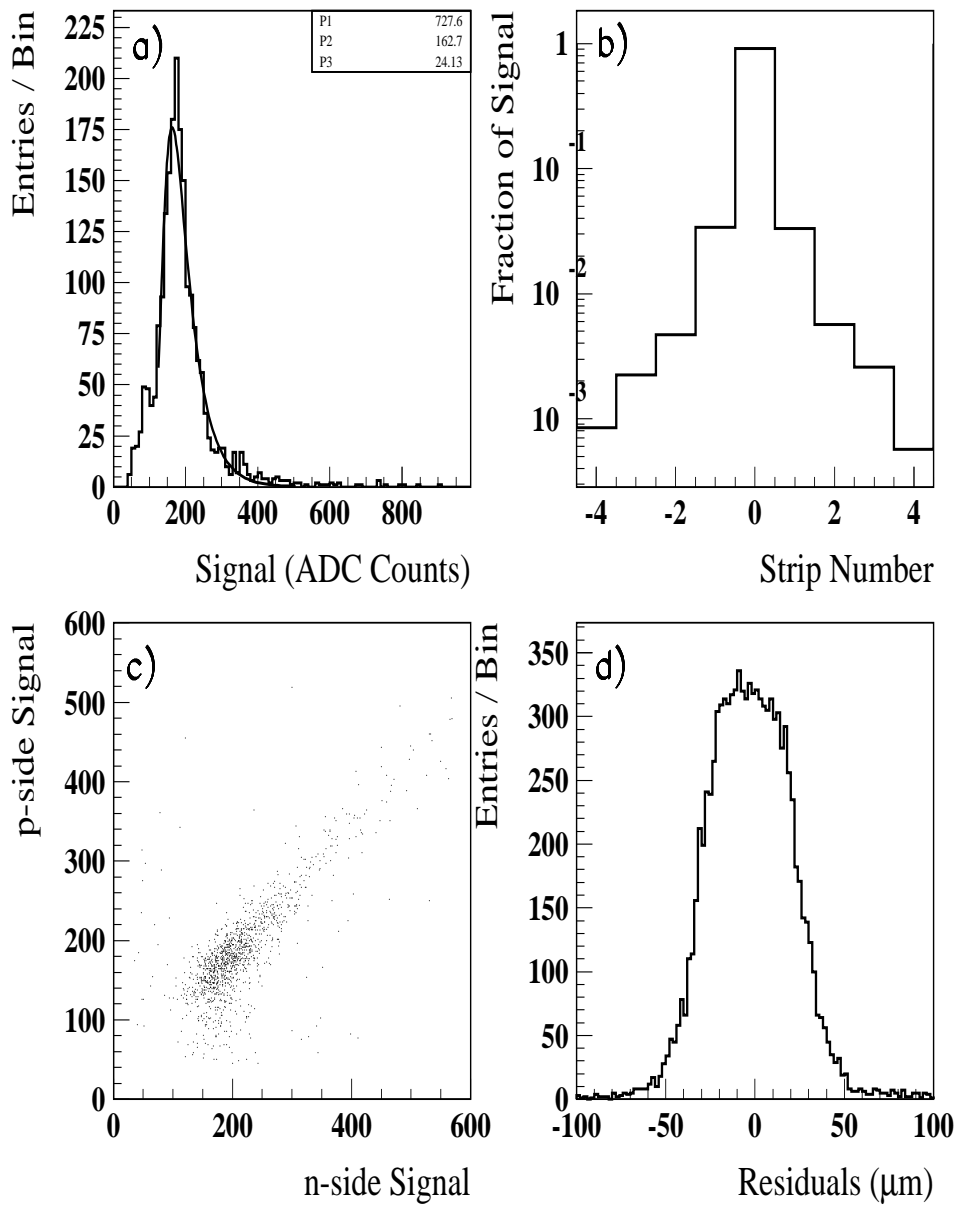 a)
P1 727.6
P2 162.7
P3 24.13
Entries / Bin
225
200
175
150
125
100
75
50
25
0
0 200 400 600 800
Signal (ADC Counts)
b)
Fraction of Signal
1
10 -1
10 -2
10 -3
-4 -2 0 2 4
Strip Number
c)
p-side Signal
600
500
400
300
200
100
0
0 200 400 600
n-side Signal
d)
Entries / Bin
350
300
250
200
150
100
50
0
-100 -50 0 50 100
Residuals (μm)